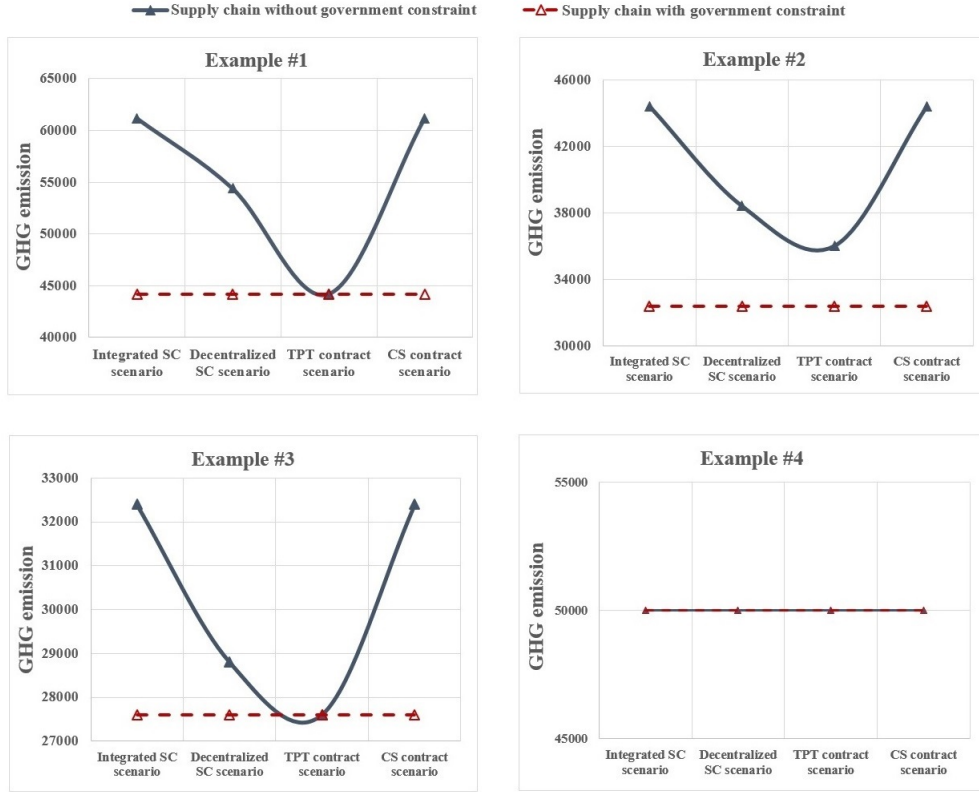 Supply chain without government constraint
Supply chain with government constraint
Example #1
GHG emission
65000
60000
55000
50000
45000
40000
Integrated SC
scenario
Decentralized
SC scenario
TPT contract
scenario
CS contract
scenario
Example #2
GHG emission
46000
42000
38000
34000
30000
Integrated SC
scenario
Decentralized
SC scenario
TPT contract
scenario
CS contract
scenario
Example #3
GHG emission
33000
32000
31000
30000
29000
28000
27000
Integrated SC
scenario
Decentralized
SC scenario
TPT contract
scenario
CS contract
scenario
Example #4
GHG emission
55000
50000
45000
Integrated SC
scenario
Decentralized
SC scenario
TPT contract
scenario
CS contract
scenario